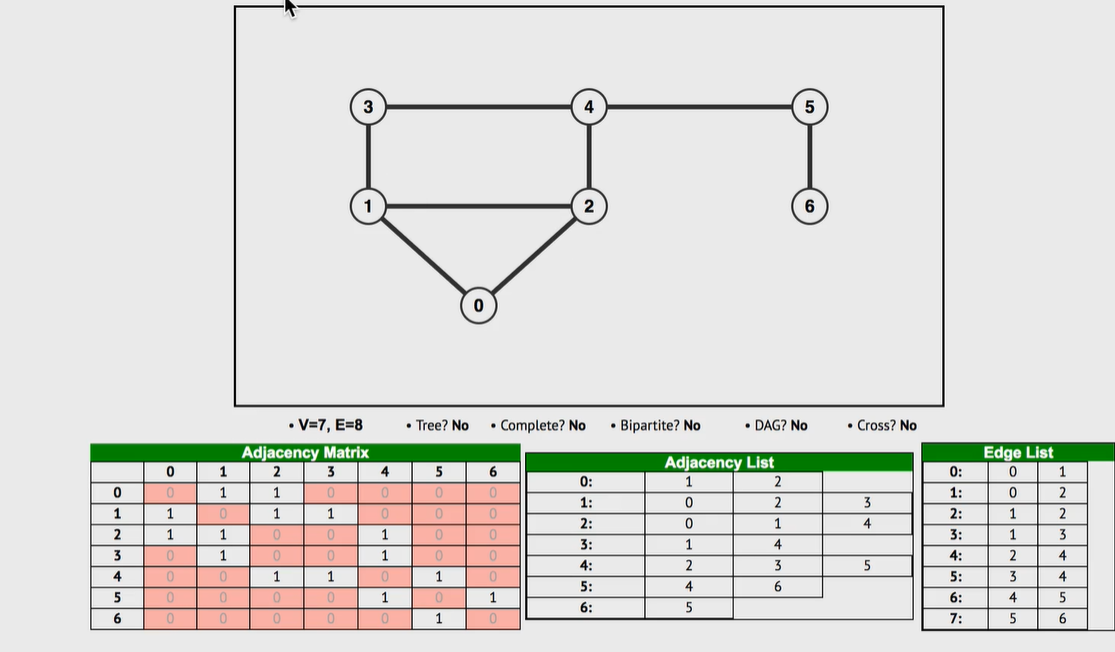 3 4 5
1 2 6
0
• V=7, E=8 • Tree? No • Complete? No • Bipartite? No • DAG? No • Cross? No
Adjacency Matrix
0 1 2 3 4 5 6
0 0 1 1 0 0 0 0
1 1 0 1 1 0 0 0
2 1 1 0 0 1 0 0
3 0 1 0 0 1 0 0
4 0 0 1 1 0 1 0
5 0 0 0 0 1 0 1
6 0 0 0 0 0 1 0
Adjacency List
0: 1 2
1: 0 2 3
2: 0 1 4
3: 1 4
4: 2 3 5
5: 4 6
6: 5
Edge List
0: 0 1
1: 0 2
2: 1 2
3: 1 3
4: 2 4
5: 3 4
6: 4 5
7: 5 6